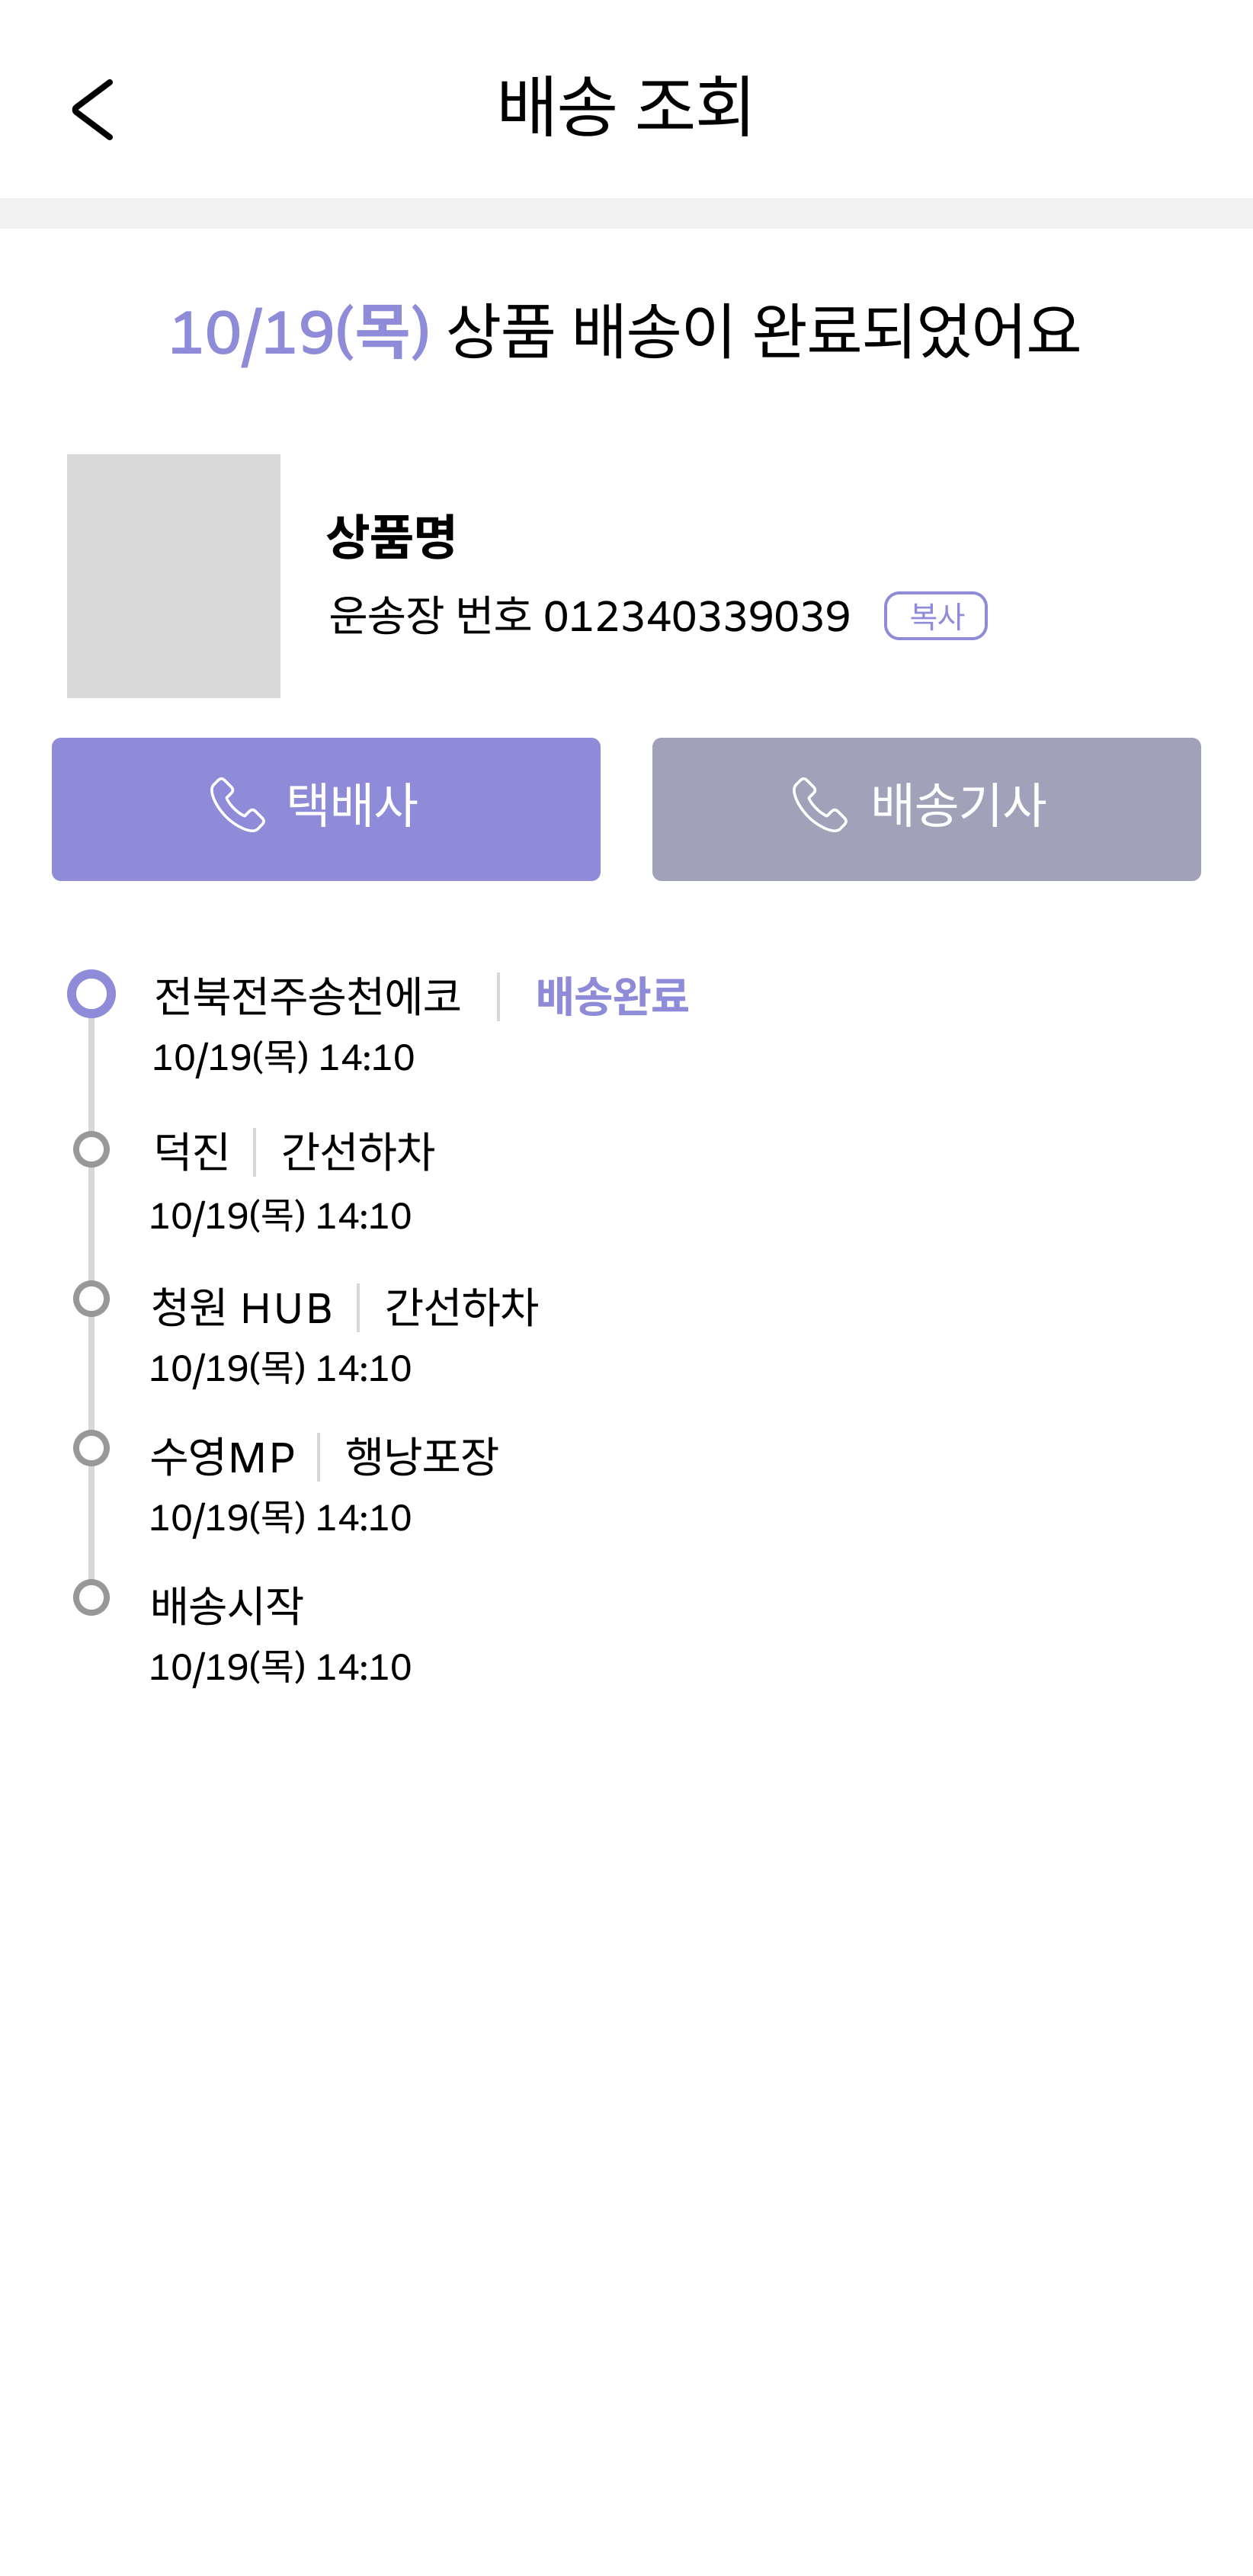 배송 조회
10/19(목) 상품 배송이 완료되었어요
상품명
운송장 번호 012340339039 복사
택배사 배송기사
전북전주송천에코 배송완료
10/19(목) 14:10
덕진 간선하차
10/19(목) 14:10
청원 HUB 간선하차
10/19(목) 14:10
수영MP 행낭포장
10/19(목) 14:10
배송시작
10/19(목) 14:10